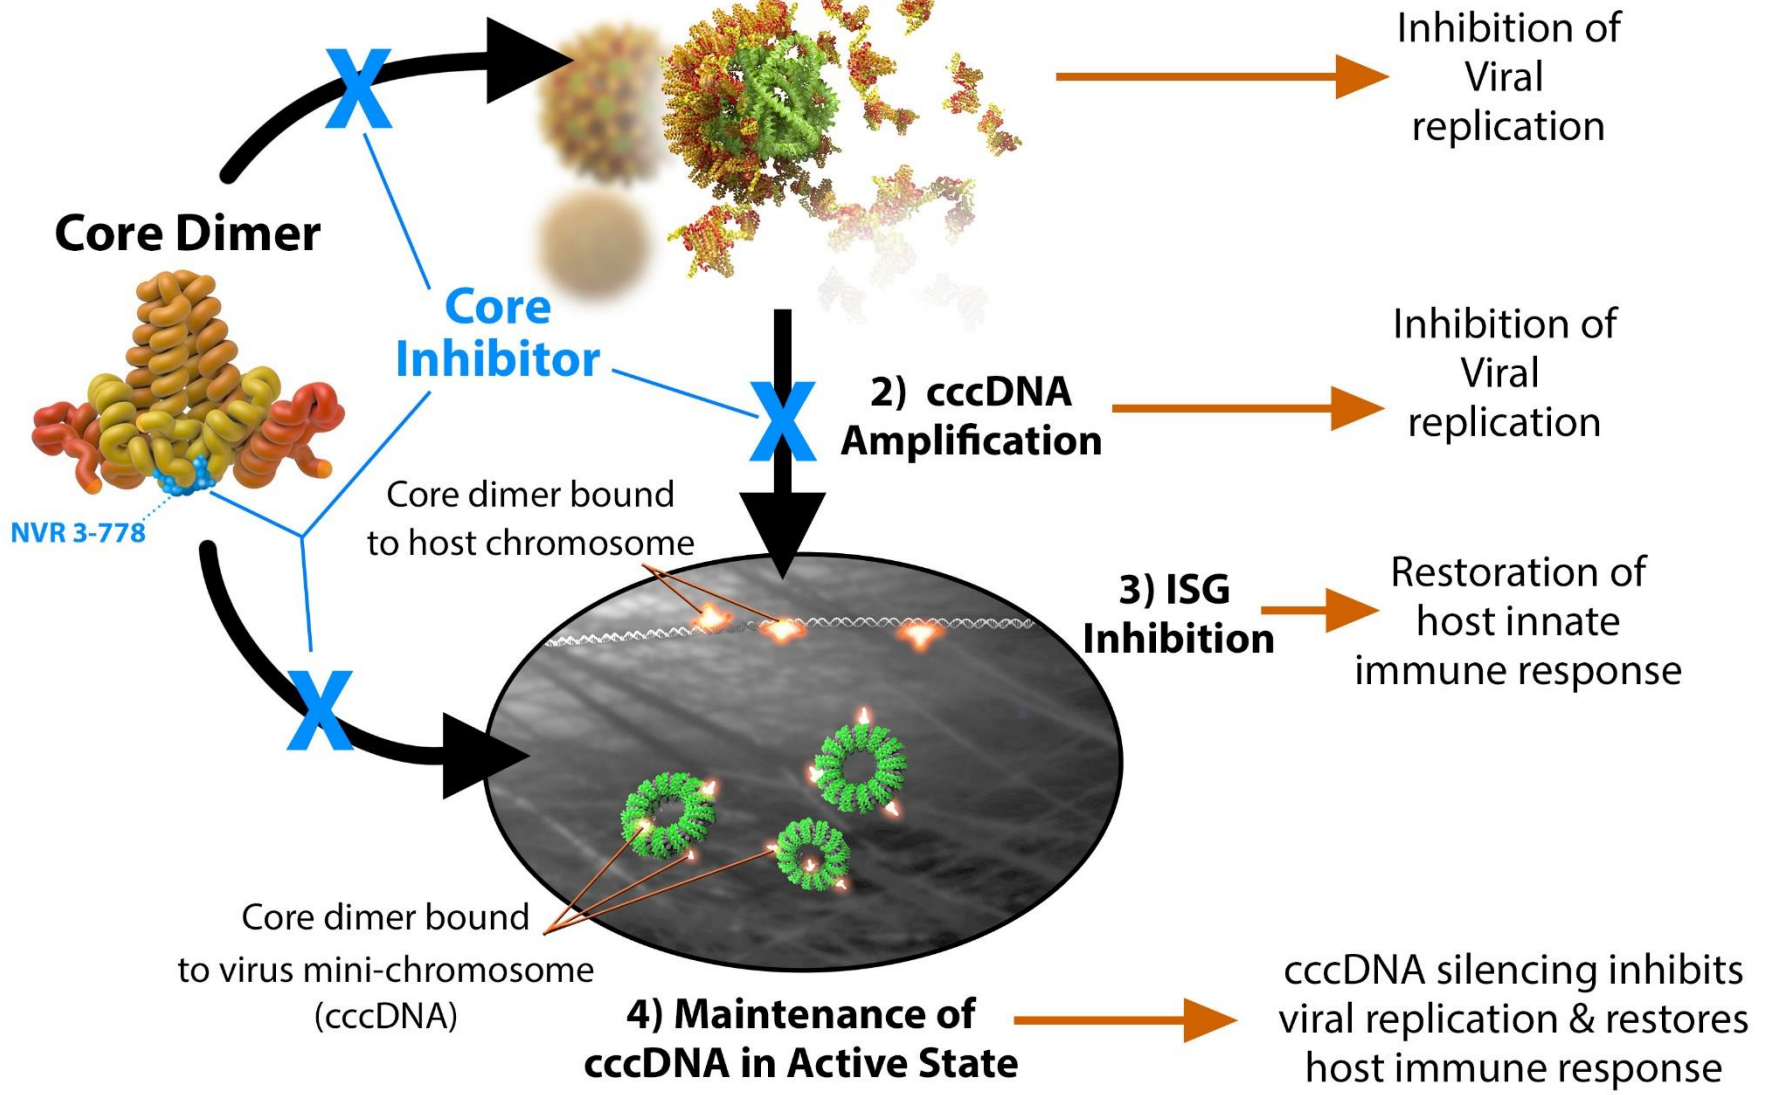 Inhibition of
Viral
replication
X
Core Dimer
Core
Inhibitor
Inhibition of
Viral
replication
2) cccDNA
Amplification
X
Core dimer bound
to host chromosome
NVR 3-778
3) ISG
Inhibition
Restoration of
host innate
immune response
X
Core dimer bound
to virus mini-chromosome
(cccDNA)
4) Maintenance of
cccDNA in Active State
cccDNA silencing inhibits
viral replication & restores
host immune response